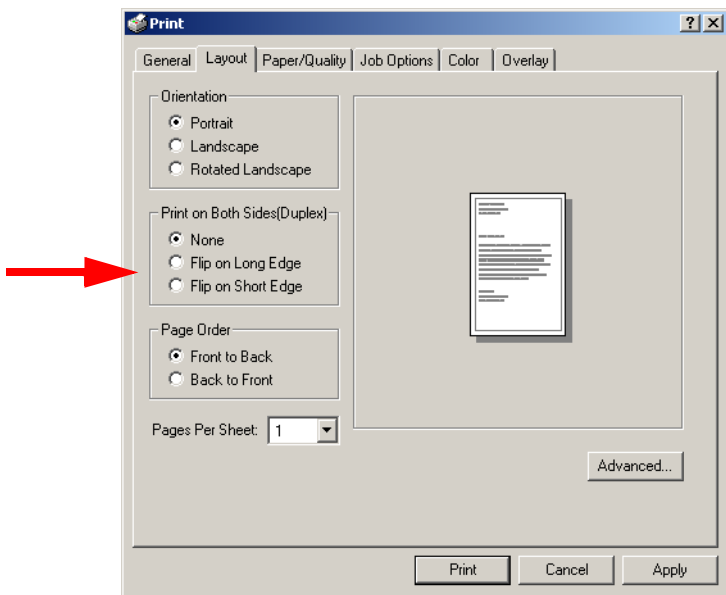 Print
General Layout Paper/Quality Job Options Color Overlay
Orientation
Portrait
Landscape
Rotated Landscape
Print on Both Sides(Duplex)
None
Flip on Long Edge
Flip on Short Edge
Page Order
Front to Back
Back to Front
Pages Per Sheet: 1
Advanced...
Print Cancel Apply